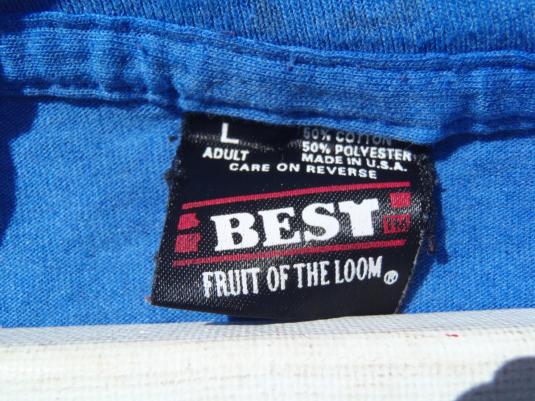 L 50% COTTON
ADULT 50% POLYESTER
MADE IN U.S.A.
CARE ON REVERSE
BEST
FRUIT OF THE LOOM®